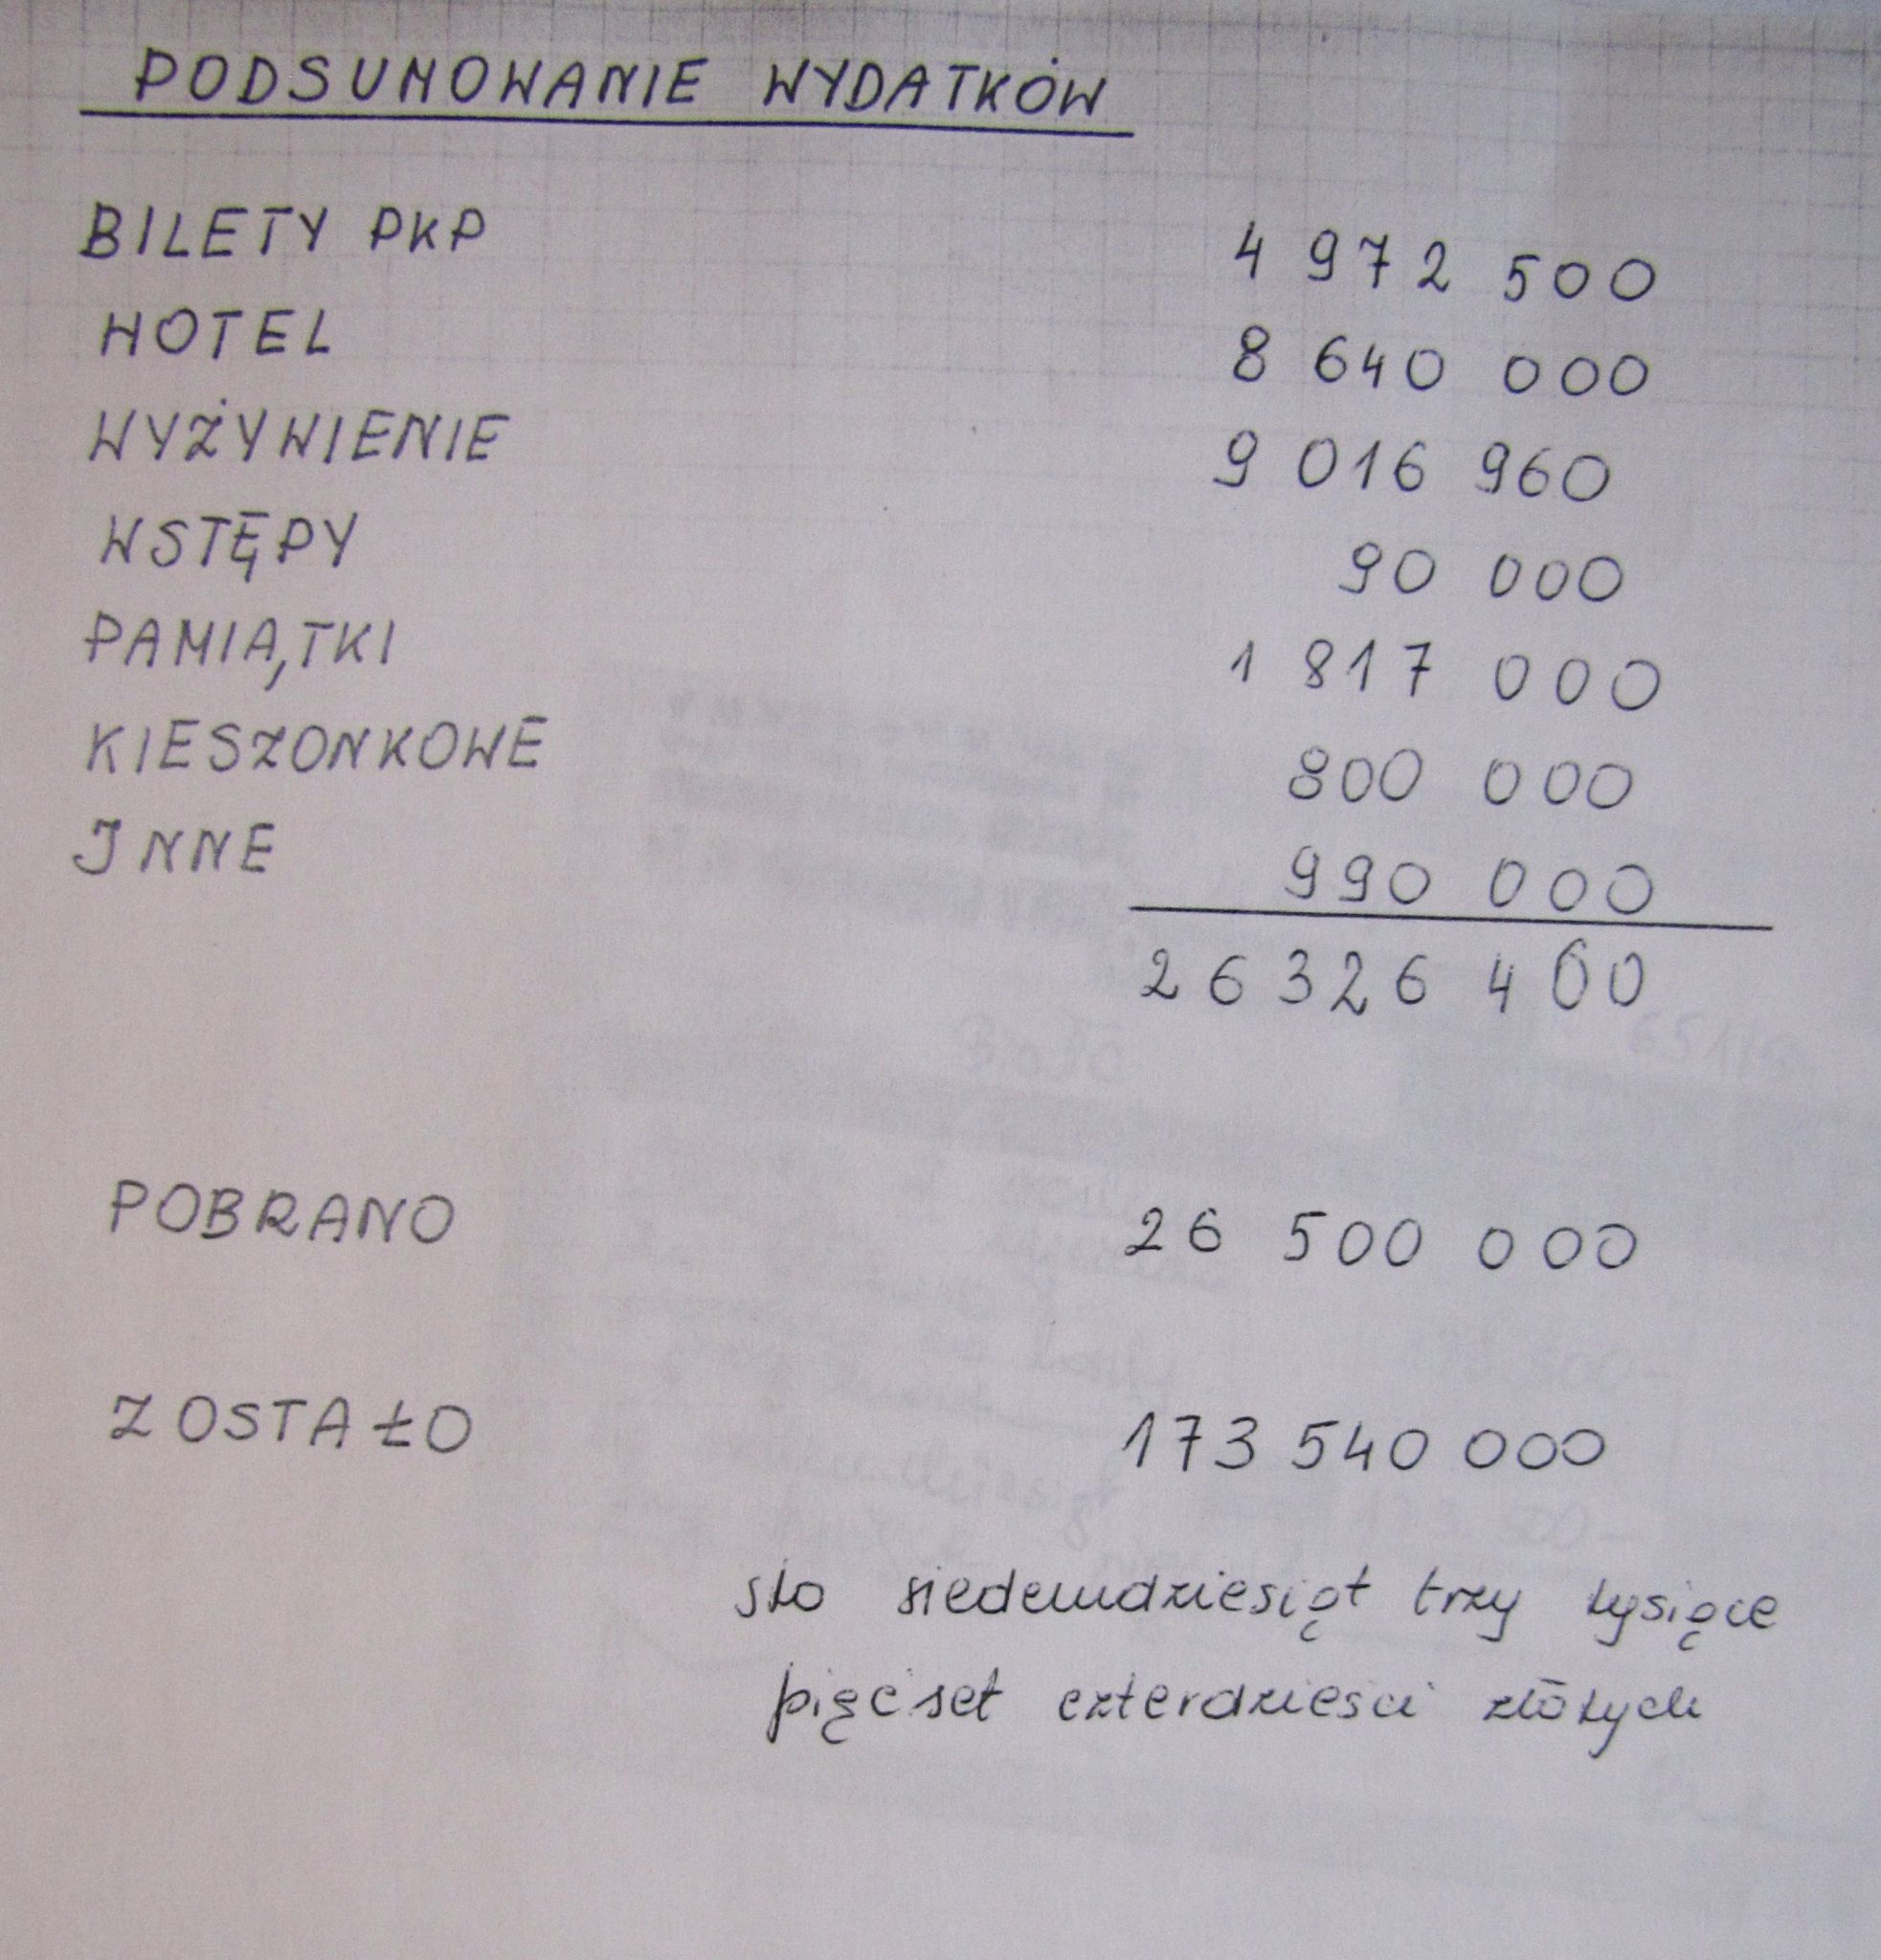 PODSUMOWANIE WYDATKÓW
BILETY PKP 4 972 500
HOTEL 8 640 000
WYŻYWIENIE 9 016 960
WSTĘPY 90 000
PAMIĄTKI 1 817 000
KIESZONKOWE 800 000
INNE 990 000
26 326 460
POBRANO 26 500 000
ZOSTAŁO 173 540 000
sto siedemdziesiąt trzy tysiące
pięćset czterdziesci złotych